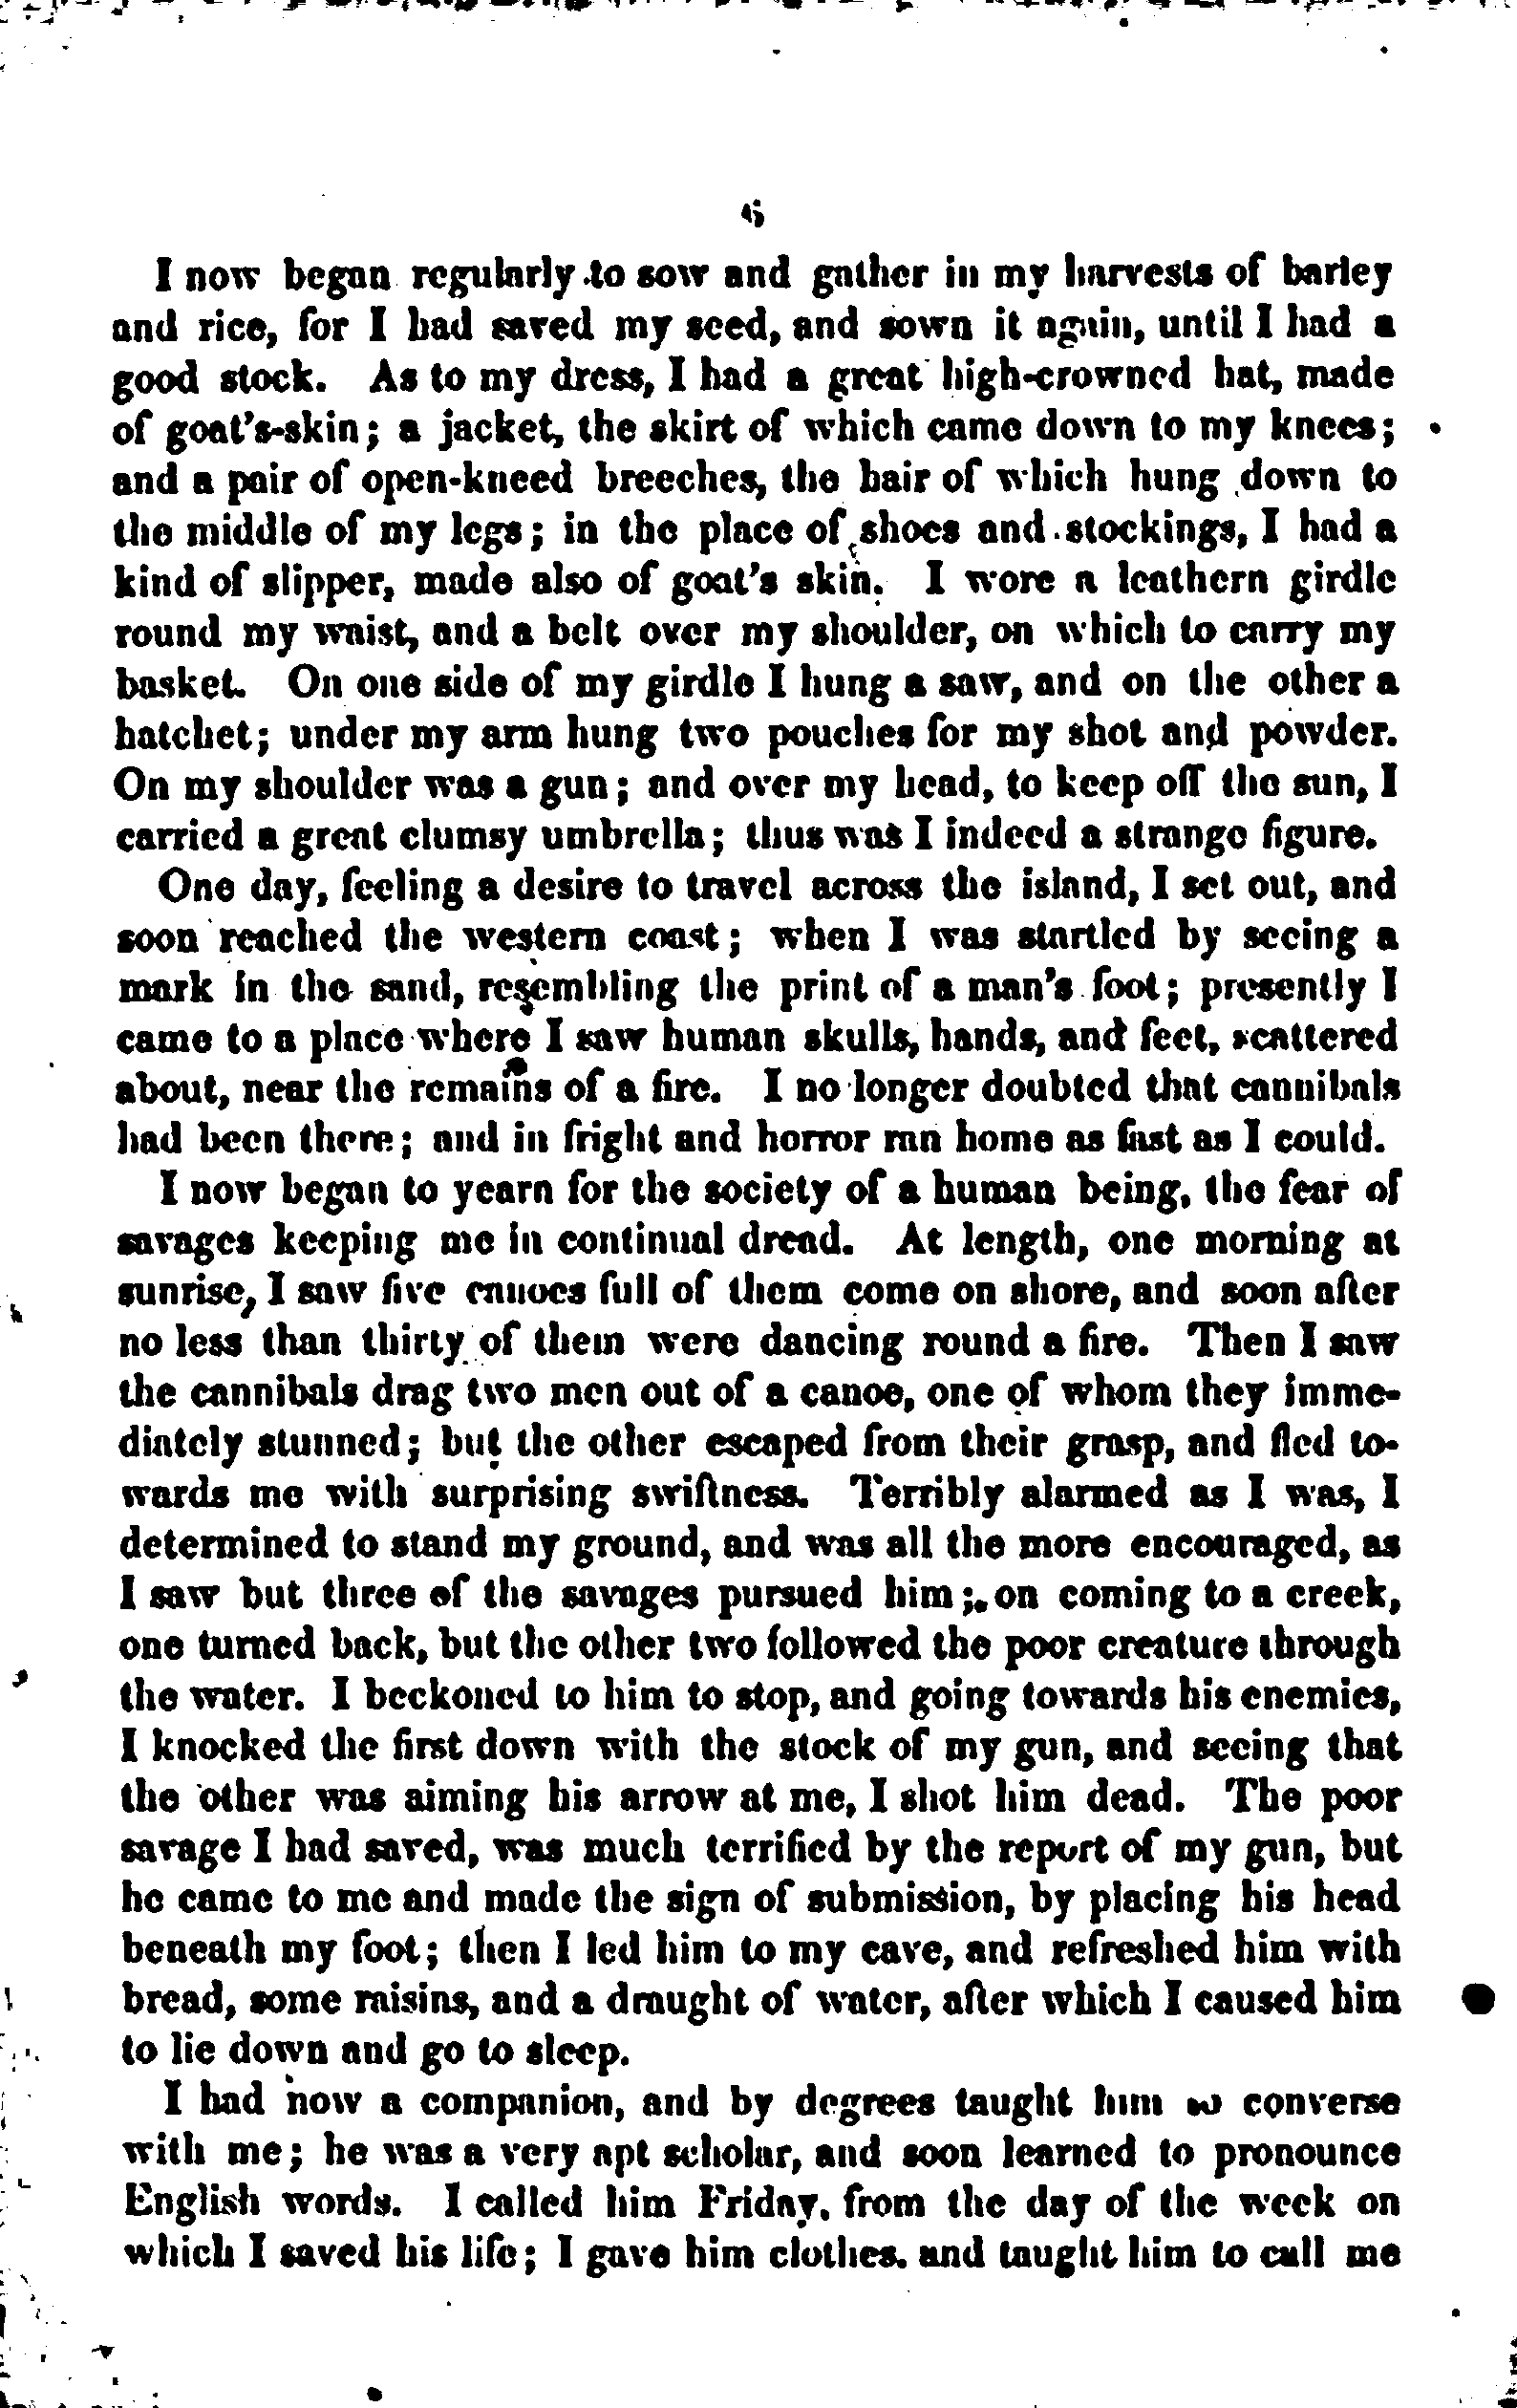 6
I now began regularly to sow and gather in my harvests of barley
and rice, for I had saved my seed, and sown it again, until I had a
good stock. As to my dress, I had a great high-crowned hat, made
of goat's-skin; a jacket, the skirt of which came down to my knees;
and a pair of open-kneed breeches, the hair of which hung down to
the middle of my legs; in the place of shoes and stockings, I had a
kind of slipper, made also of goat's skin. I wore a leathern girdle
round my waist, and a belt over my shoulder, on which to carry my
basket. On one side of my girdle I hung a saw, and on the other a
hatchet; under my arm hung two pouches for my shot and powder.
On my shoulder was a gun; and over my head, to keep off the sun, I
carried a great clumsy umbrella; thus was I indeed a strange figure.
One day, feeling a desire to travel across the island, I set out, and
soon reached the western coast; when I was startled by seeing a
mark in the sand, resembling the print of a man's foot; presently I
came to a place where I saw human skulls, hands, and feet, scattered
about, near the remains of a fire. I no longer doubted that cannibals
had been there; and in fright and horror ran home as fast as I could.
I now began to yearn for the society of a human being, the fear of
savages keeping me in continual dread. At length, one morning at
sunrise, I saw five canoes full of them come on shore, and soon after
no less than thirty of them were dancing round a fire. Then I saw
the cannibals drag two men out of a canoe, one of whom they imme-
diately stunned; but the other escaped from their grasp, and fled to-
wards me with surprising swiftness. Terribly alarmed as I was, I
determined to stand my ground, and was all the more encouraged, as
I saw but three of the savages pursued him; on coming to a creek,
one turned back, but the other two followed the poor creature through
the water. I beckoned to him to stop, and going towards his enemies,
I knocked the first down with the stock of my gun, and seeing that
the other was aiming his arrow at me, I shot him dead. The poor
savage I had saved, was much terrified by the report of my gun, but
he came to me and made the sign of submission, by placing his head
beneath my foot; then I led him to my cave, and refreshed him with
bread, some raisins, and a draught of water, after which I caused him
to lie down and go to sleep.
I had now a companion, and by degrees taught him to converse
with me; he was a very apt scholar, and soon learned to pronounce
English words. I called him Friday, from the day of the week on
which I saved his life; I gave him clothes, and taught him to call me